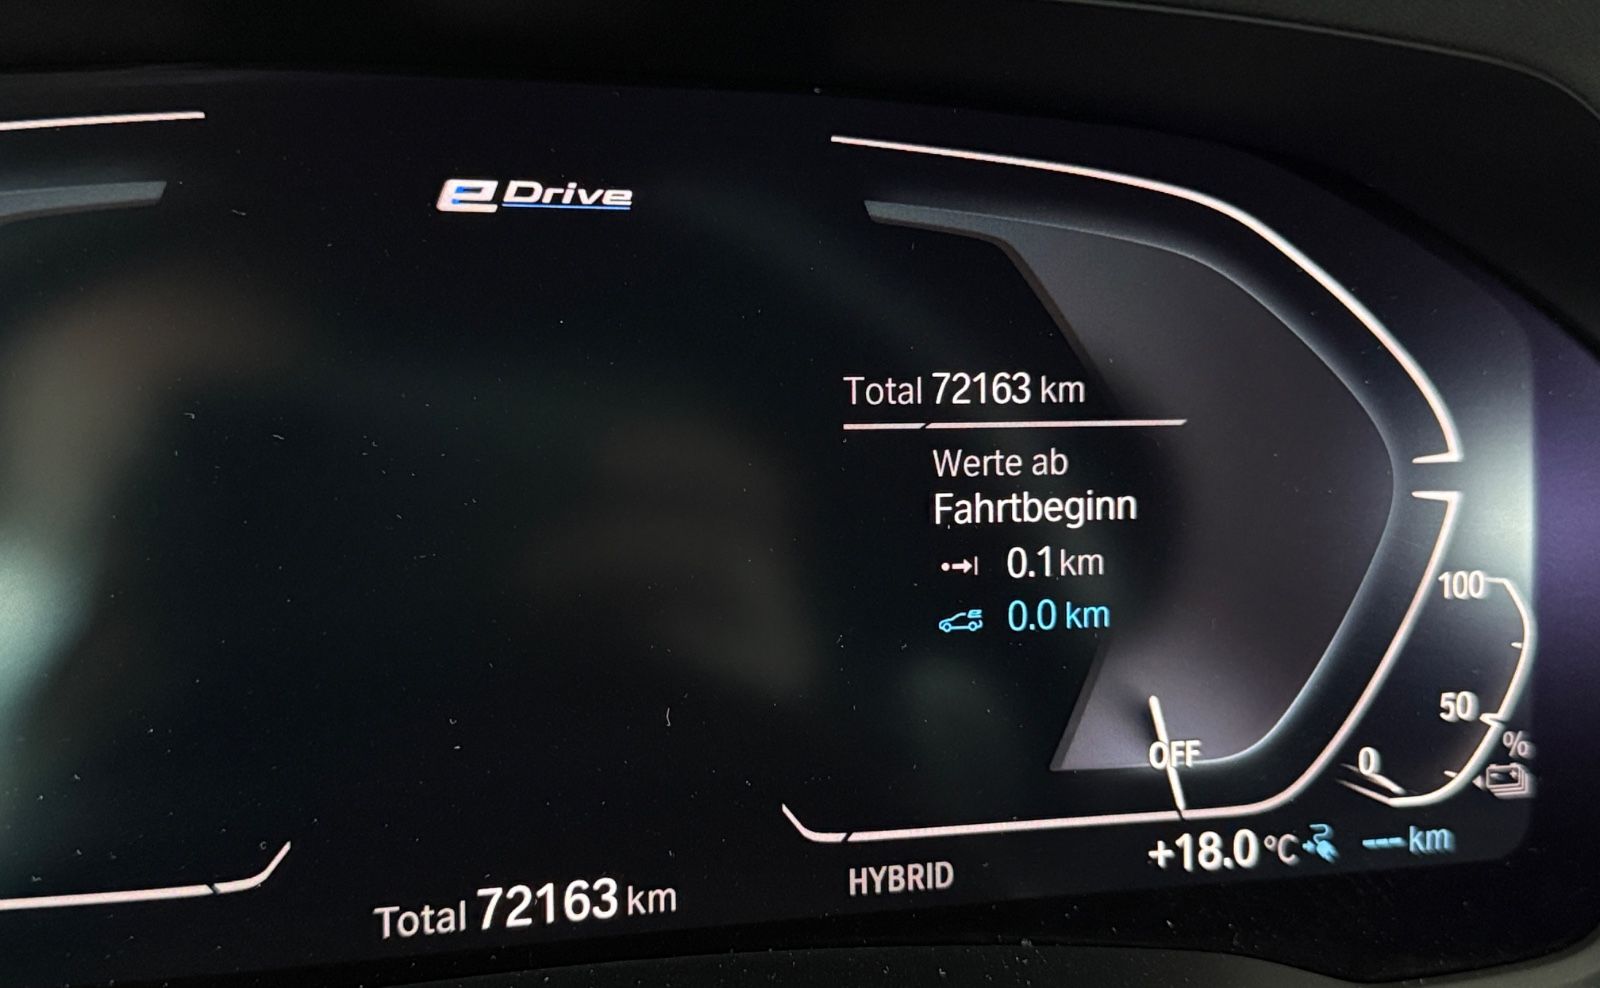 eDrive
Total 72163 km
Werte ab
Fahrtbeginn
0.1 km
0.0 km
100
50
%
0
OFF
+18.0 °C --- km
HYBRID
Total 72163 km